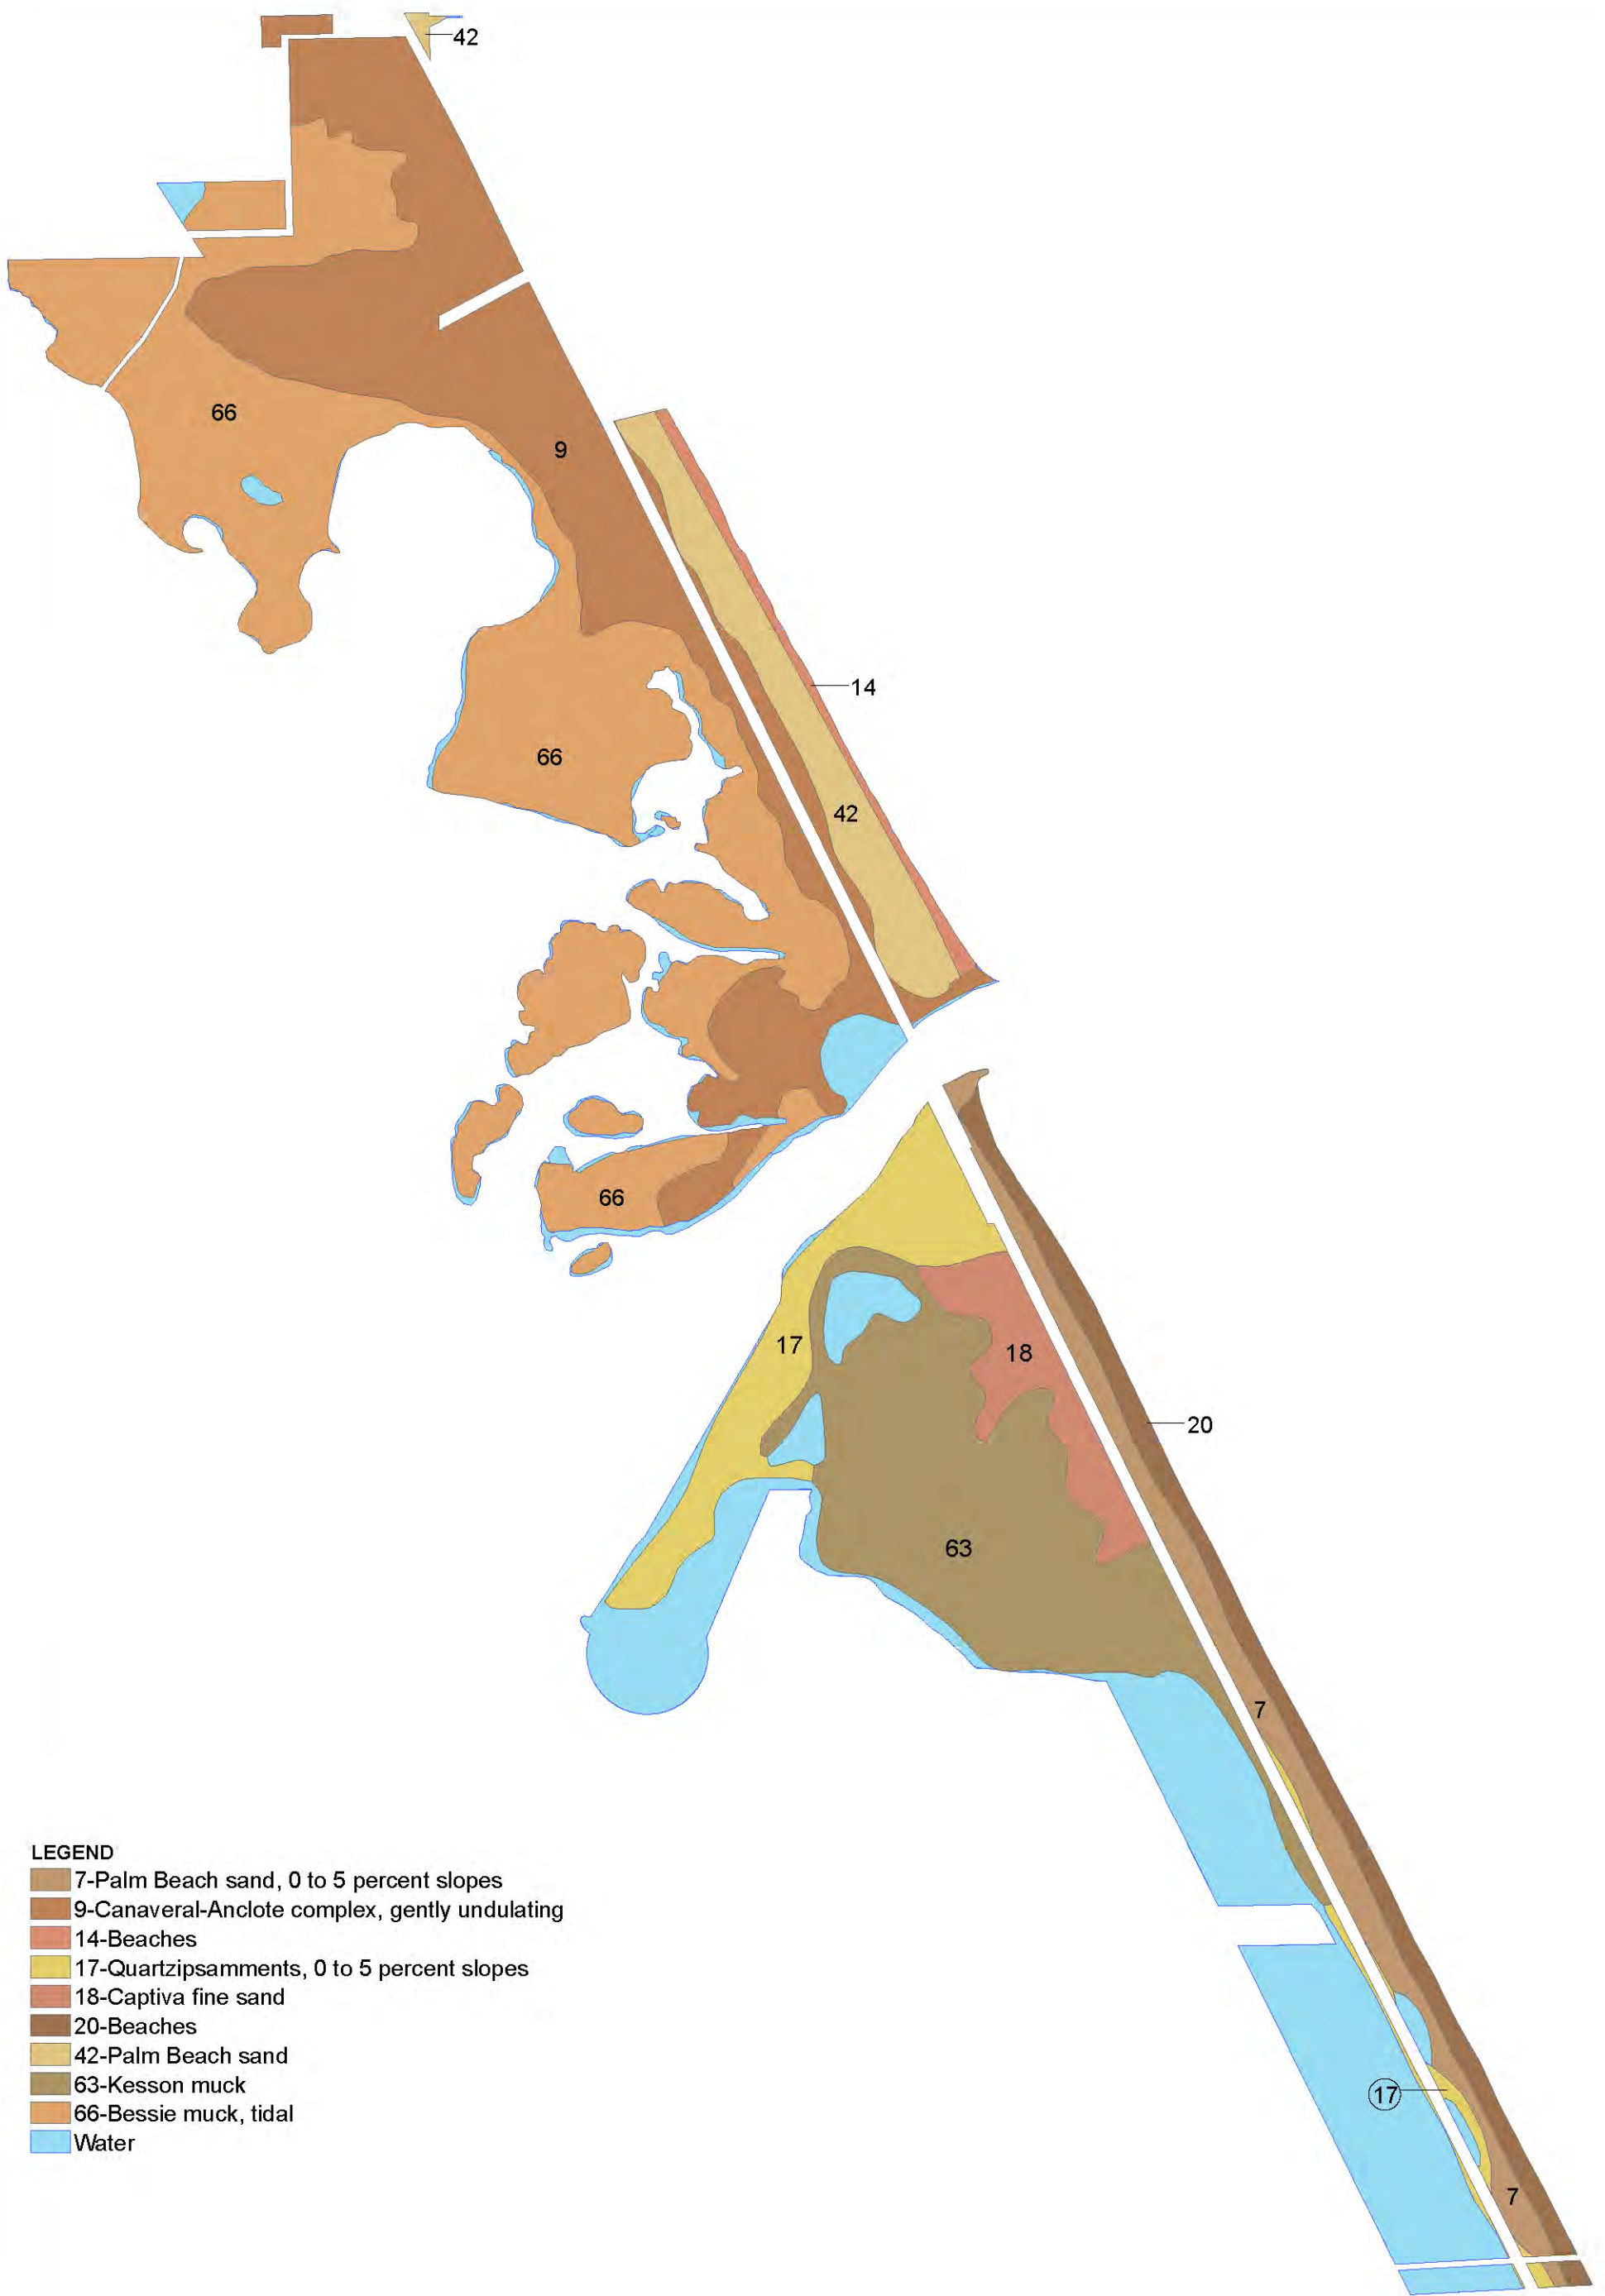 42
66
9
14
66
42
66
17
18
20
63
7
17
7
LEGEND
7-Palm Beach sand, 0 to 5 percent slopes
9-Canaveral-Anclote complex, gently undulating
14-Beaches
17-Quartzipsamments, 0 to 5 percent slopes
18-Captiva fine sand
20-Beaches
42-Palm Beach sand
63-Kesson muck
66-Bessie muck, tidal
Water